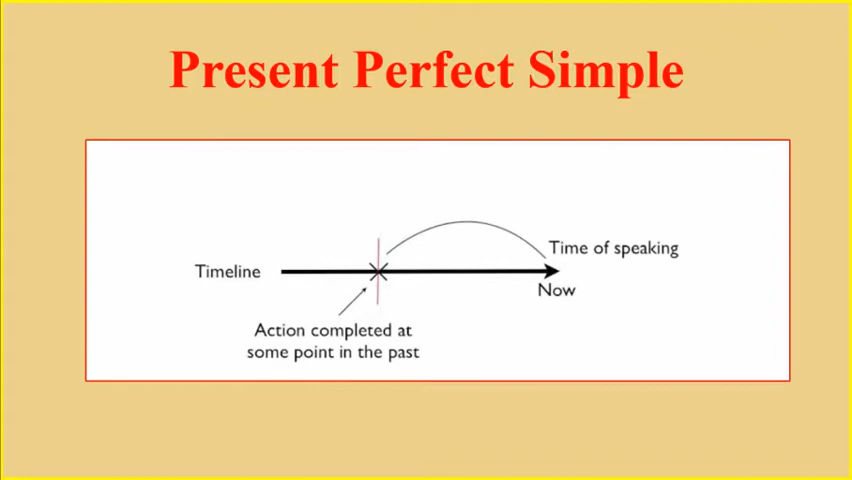 Present Perfect Simple
Time of speaking
Timeline
Now
Action completed at
some point in the past